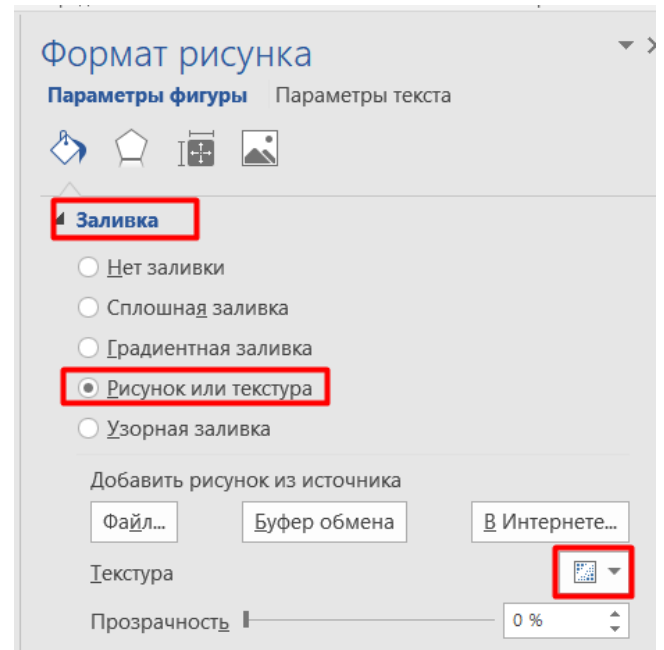 Формат рисунка
Параметры фигуры Параметры текста
Заливка
Нет заливки
Сплошная заливка
Градиентная заливка
Рисунок или текстура
Узорная заливка
Добавить рисунок из источника
Файл... Буфер обмена В Интернете...
Текстура
Прозрачность 0 %